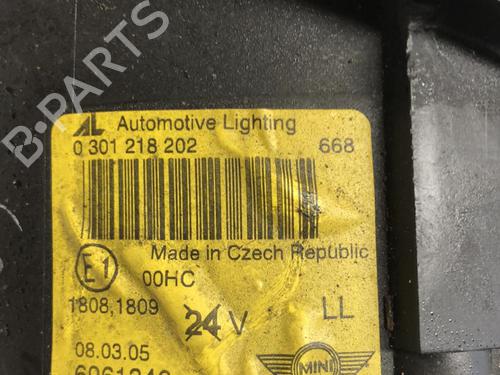 B-PARTS
AL Automotive Lighting
0 301 218 202 668
Made in Czech Republic
E1 00HC
1808,1809 24 V LL
08.03.05
MINI